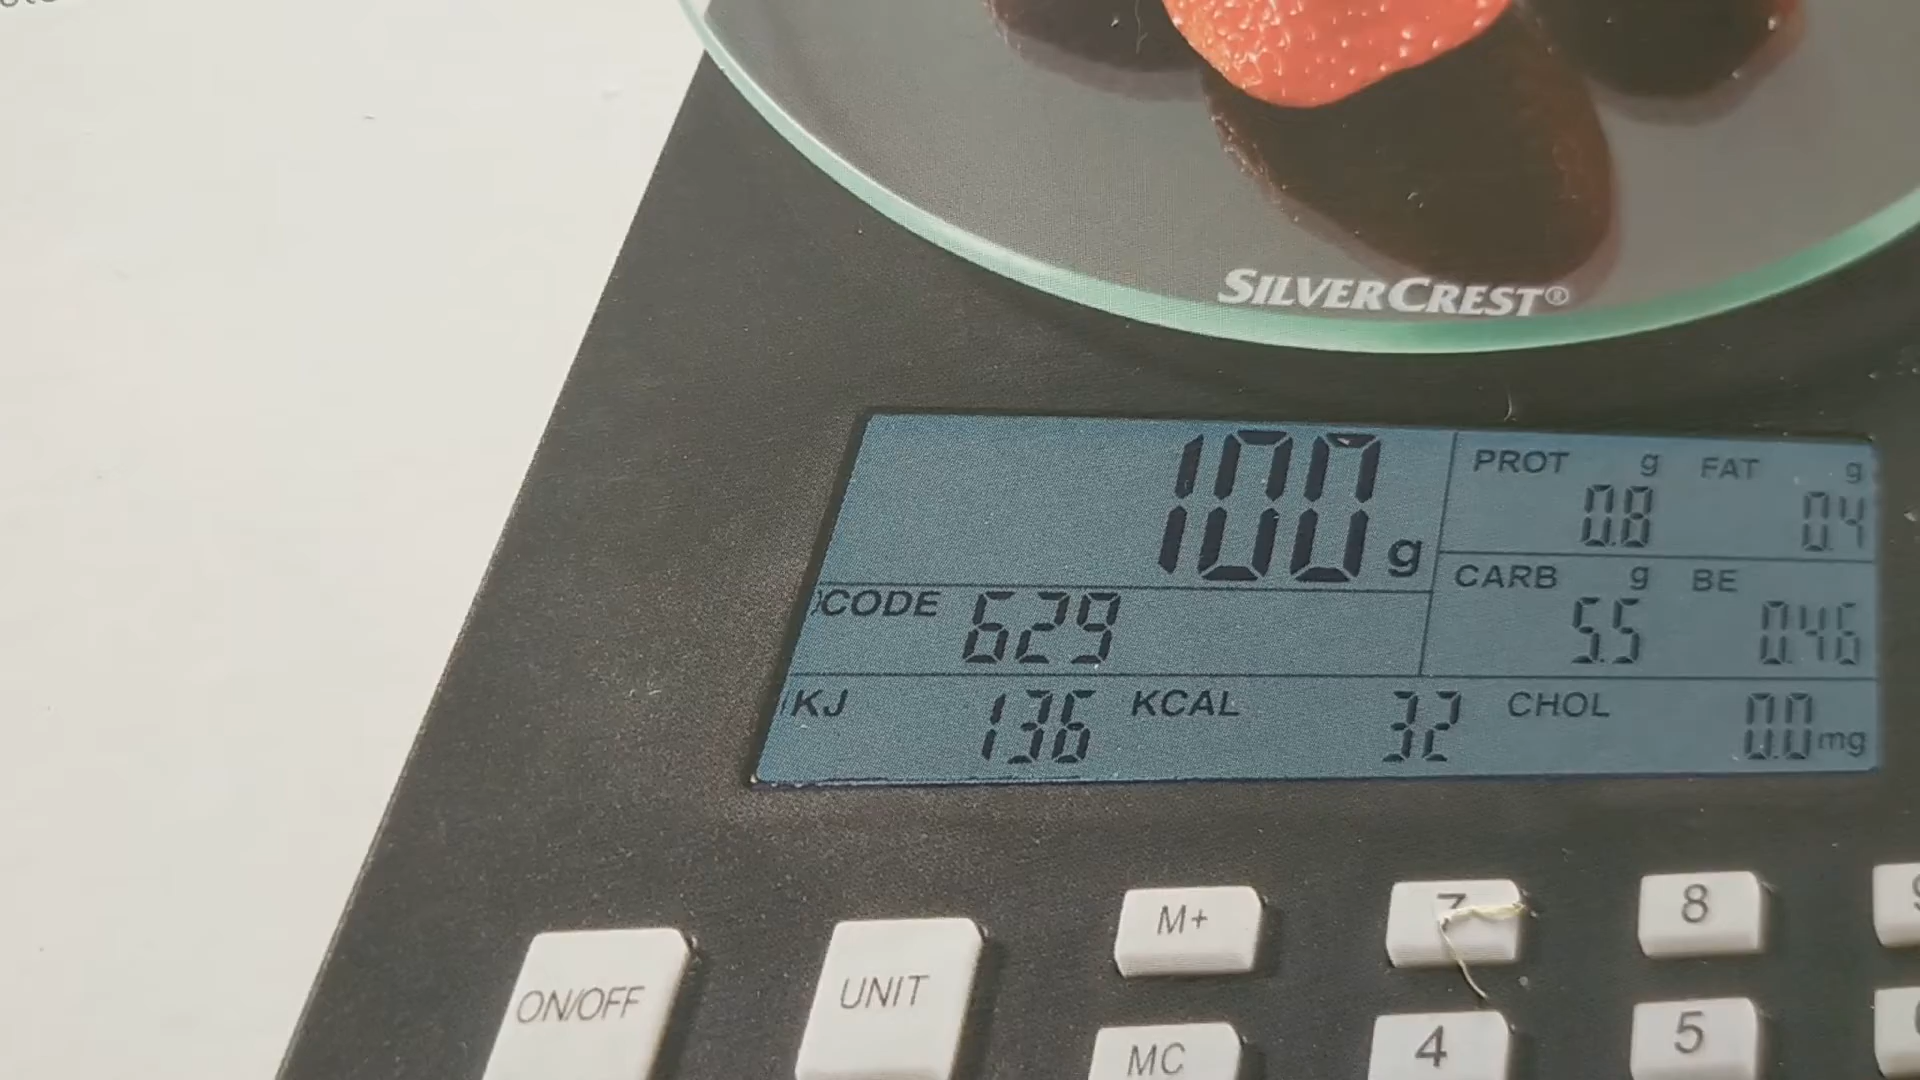 SILVERCREST®
100 g
PROT g FAT g
0.8 0.4
CARB g BE
5.5 0.46
CODE 629
KJ 136 KCAL 32 CHOL 0.0 mg
M+ 7 8
ON/OFF UNIT
MC 4 5